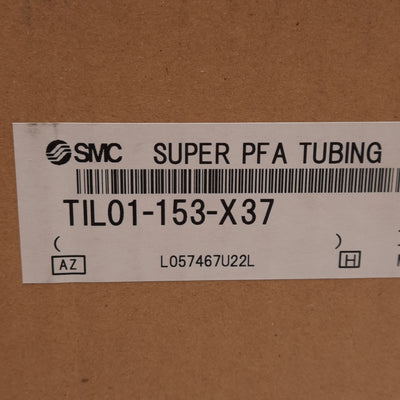 SMC SUPER PFA TUBING
TIL01-153-X37
( )
AZ L057467U22L H